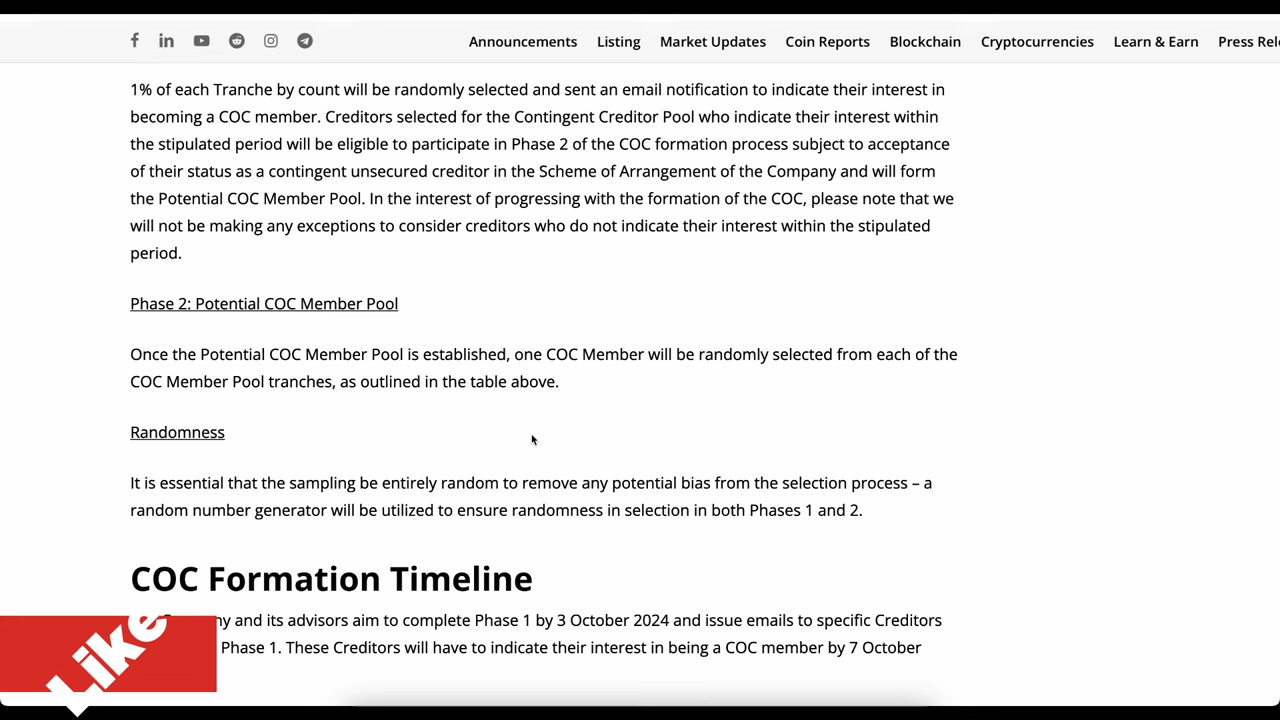 Announcements Listing Market Updates Coin Reports Blockchain Cryptocurrencies Learn & Earn Press
1% of each Tranche by count will be randomly selected and sent an email notification to indicate their interest in
becoming a COC member. Creditors selected for the Contingent Creditor Pool who indicate their interest within
the stipulated period will be eligible to participate in Phase 2 of the COC formation process subject to acceptance
of their status as a contingent unsecured creditor in the Scheme of Arrangement of the Company and will form
the Potential COC Member Pool. In the interest of progressing with the formation of the COC, please note that we
will not be making any exceptions to consider creditors who do not indicate their interest within the stipulated
period.
Phase 2: Potential COC Member Pool
Once the Potential COC Member Pool is established, one COC Member will be randomly selected from each of the
COC Member Pool tranches, as outlined in the table above.
Randomness
It is essential that the sampling be entirely random to remove any potential bias from the selection process – a
random number generator will be utilized to ensure randomness in selection in both Phases 1 and 2.
COC Formation Timeline
and its advisors aim to complete Phase 1 by 3 October 2024 and issue emails to specific Creditors
Phase 1. These Creditors will have to indicate their interest in being a COC member by 7 October
Like